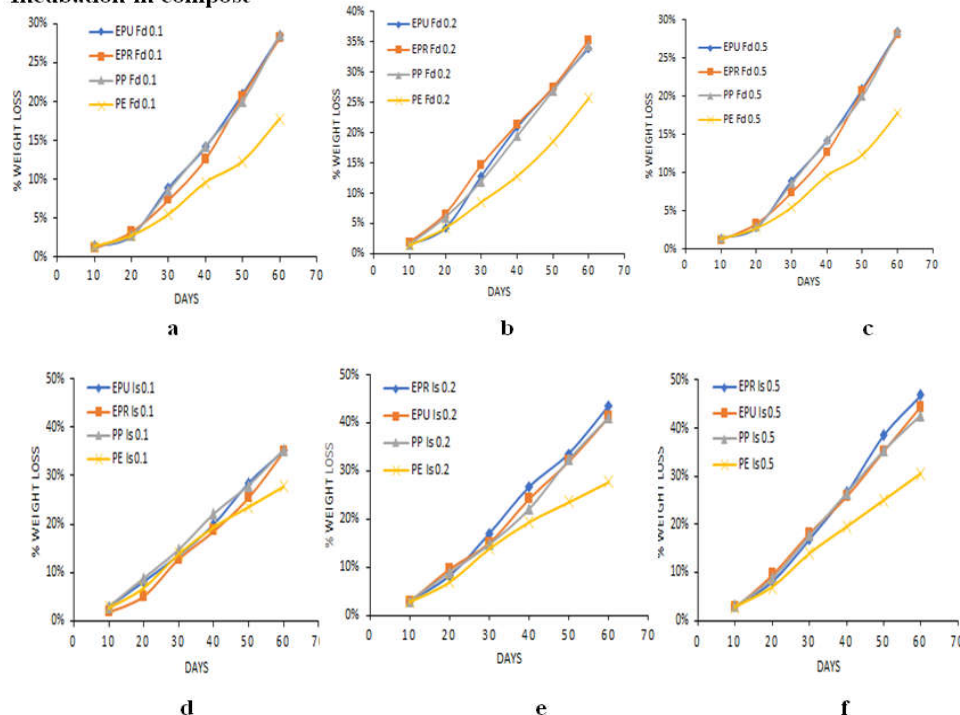 Incubation in compost
30%
25%
20%
15%
10%
5%
0%
% WEIGHT LOSS
EPU Fd 0.1
EPR Fd 0.1
PP Fd 0.1
PE Fd 0.1
0 10 20 30 40 50 60 70
DAYS
a
40%
35%
30%
25%
20%
15%
10%
5%
0%
% WEIGHT LOSS
EPU Fd 0.2
EPR Fd 0.2
PP Fd 0.2
PE Fd 0.2
0 10 20 30 40 50 60 70
DAYS
b
30%
25%
20%
15%
10%
5%
0%
% WEIGHT LOSS
EPU Fd 0.5
EPR Fd 0.5
PP Fd 0.5
PE Fd 0.5
0 10 20 30 40 50 60 70
DAYS
c
50%
40%
30%
20%
10%
0%
% WEIGHT LOSS
EPU Is 0.1
EPR Is 0.1
PP Is 0.1
PE Is 0.1
0 10 20 30 40 50 60 70
DAYS
d
50%
40%
30%
20%
10%
0%
% WEIGHT LOSS
EPR Is 0.2
EPU Is 0.2
PP Is 0.2
PE Is 0.2
0 10 20 30 40 50 60 70
DAYS
e
50%
40%
30%
20%
10%
0%
% WEIGHT LOSS
EPR Is 0.5
EPU Is 0.5
PP Is 0.5
PE Is 0.5
0 10 20 30 40 50 60 70
DAYS
f